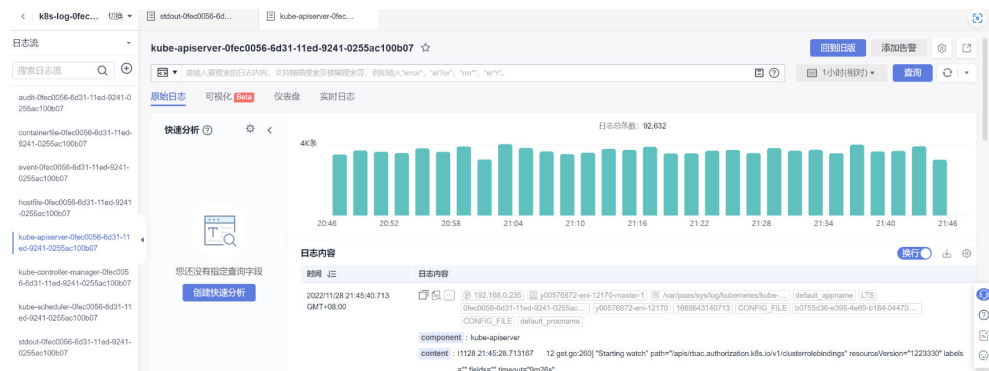 k8s-log-0fec... 切换
stdout-0fec0056-6d...
kube-apiserver-0fec...
日志流
搜索日志流
audit-0fec0056-6d31-11ed-9241-0
255ac100b07
containerfile-0fec0056-6d31-11ed-
9241-0255ac100b07
event-0fec0056-6d31-11ed-9241-
0255ac100b07
hostfile-0fec0056-6d31-11ed-9241
-0255ac100b07
kube-apiserver-0fec0056-6d31-11
ed-9241-0255ac100b07
kube-controller-manager-0fec005
6-6d31-11ed-9241-0255ac100b07
kube-scheduler-0fec0056-6d31-11
ed-9241-0255ac100b07
stdout-0fec0056-6d31-11ed-9241-
0255ac100b07
kube-apiserver-0fec0056-6d31-11ed-9241-0255ac100b07
回到旧版 添加告警
请输入要搜索的日志内容，支持精确搜索及模糊搜索等，例如输入"error"，"er?or"，"rro*"，"er*r"。
1小时(相对) 查询
原始日志 可视化 Beta 仪表盘 实时日志
快速分析
您还没有指定查询字段
创建快速分析
日志总条数：92,632
4K条
20:46 20:52 20:58 21:04 21:10 21:16 21:22 21:28 21:34 21:40 21:46
日志内容
换行
时间 日志内容
2022/11/28 21:45:40.713
GMT+08:00
192.168.0.235 y00576872-eni-12170-master-1 /var/paas/sys/log/kubernetes/kube-... default_appname LTS
0fec0056-6d31-11ed-9241-0255ac... y00576872-eni-12170 1669643140713 CONFIG_FILE b0755d36-e398-4e69-b184-04470...
CONFIG_FILE default_procname
component : kube-apiserver
content : I1128 21:45:28.713167 12 get.go:260] "Starting watch" path="/apis/rbac.authorization.k8s.io/v1/clusterrolebindings" resourceVersion="1223330" labels
="" fields="" timeout="9m26s"